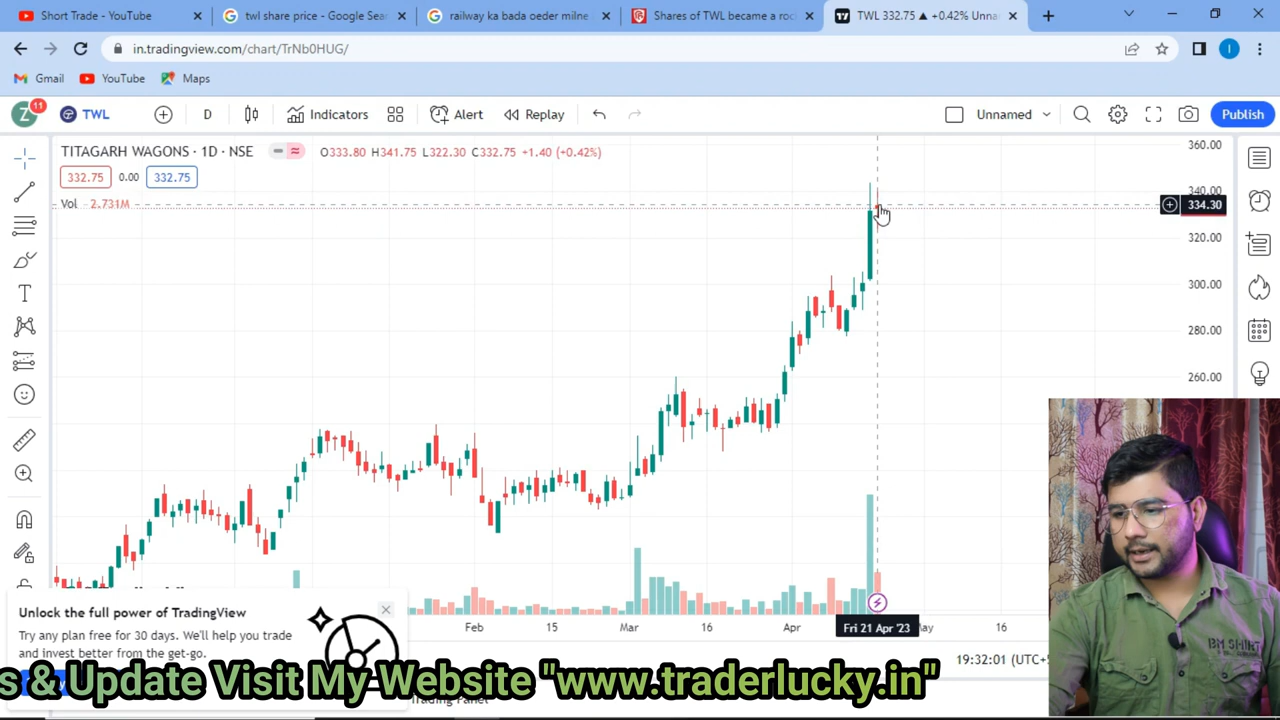 Short Trade - YouTube
twl share price - Google Sear
railway ka bada oeder milne
Shares of TWL became a roc
TWL 332.75 ▲ +0.42% Unna
in.tradingview.com/chart/TrNb0HUG/
Gmail
YouTube
Maps
Z
11
TWL
D
Indicators
Alert
Replay
Unnamed
Publish
TITAGARH WAGONS · 1D · NSE
O333.80 H341.75 L322.30 C332.75 +1.40 (+0.42%)
332.75
0.00
332.75
Vol
2.731M
360.00
340.00
334.30
320.00
300.00
280.00
260.00
Feb
15
Mar
16
Apr
Fri 21 Apr '23
16
19:32:01 (UTC+5
Unlock the full power of TradingView
Try any plan free for 30 days. We'll help you trade
and invest better from the get-go.
BM SHIRT
s & Update Visit My Website "www.traderlucky.in"